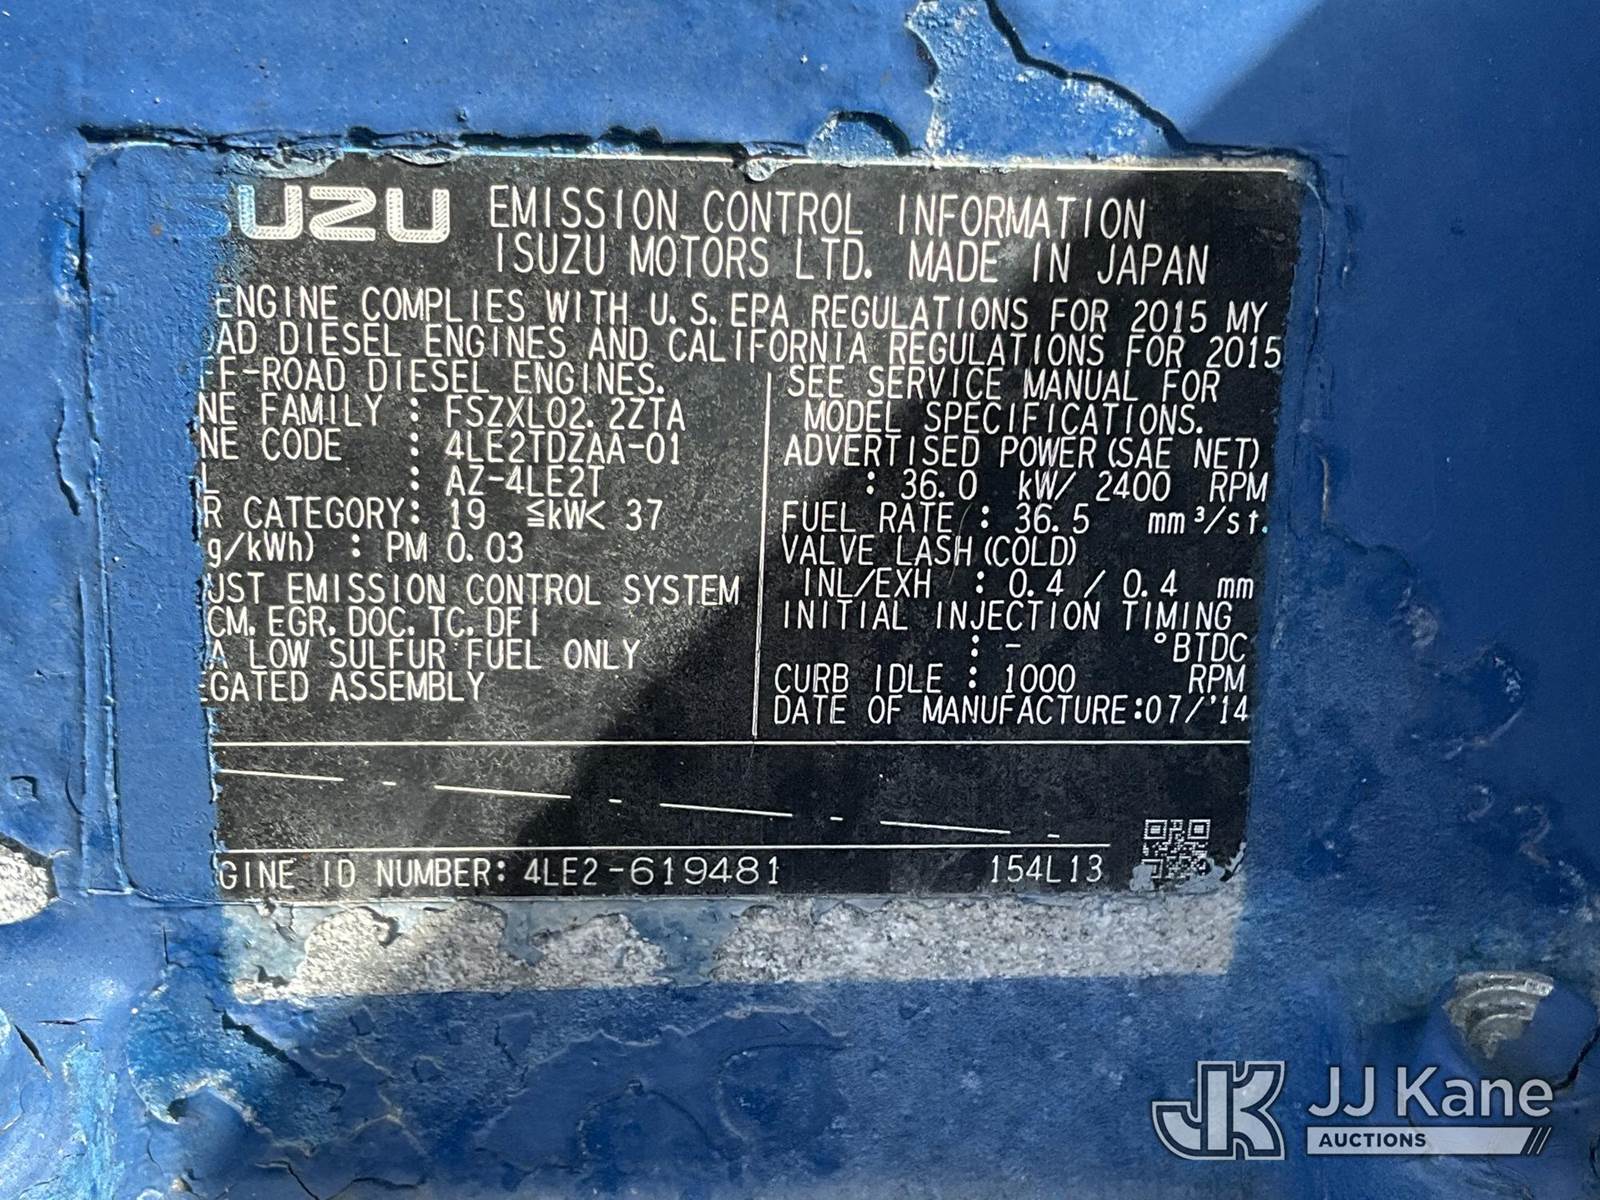 SUZU EMISSION CONTROL INFORMATION
ISUZU MOTORS LTD. MADE IN JAPAN
ENGINE COMPLIES WITH U.S.EPA REGULATIONS FOR 2015 MY
OAD DIESEL ENGINES AND CALIFORNIA REGULATIONS FOR 2015
FF-ROAD DIESEL ENGINES.
NE FAMILY : FSZXL02.2ZTA
NE CODE : 4LE2TDZAA-01
L : AZ-4LE2T
R CATEGORY: 19 ≦kW< 37
g/kWh) : PM 0.03
UST EMISSION CONTROL SYSTEM
CM.EGR.DOC.TC.DFI
A LOW SULFUR FUEL ONLY
EGATED ASSEMBLY
SEE SERVICE MANUAL FOR
MODEL SPECIFICATIONS.
ADVERTISED POWER(SAE NET)
: 36.0 kW/ 2400 RPM
FUEL RATE : 36.5 mm³/st.
VALVE LASH(COLD)
INL/EXH : 0.4 / 0.4 mm
INITIAL INJECTION TIMING
: - °BTDC
CURB IDLE : 1000 RPM
DATE OF MANUFACTURE:07/'14
GINE ID NUMBER: 4LE2-619481 154L13
JK JJ Kane
AUCTIONS